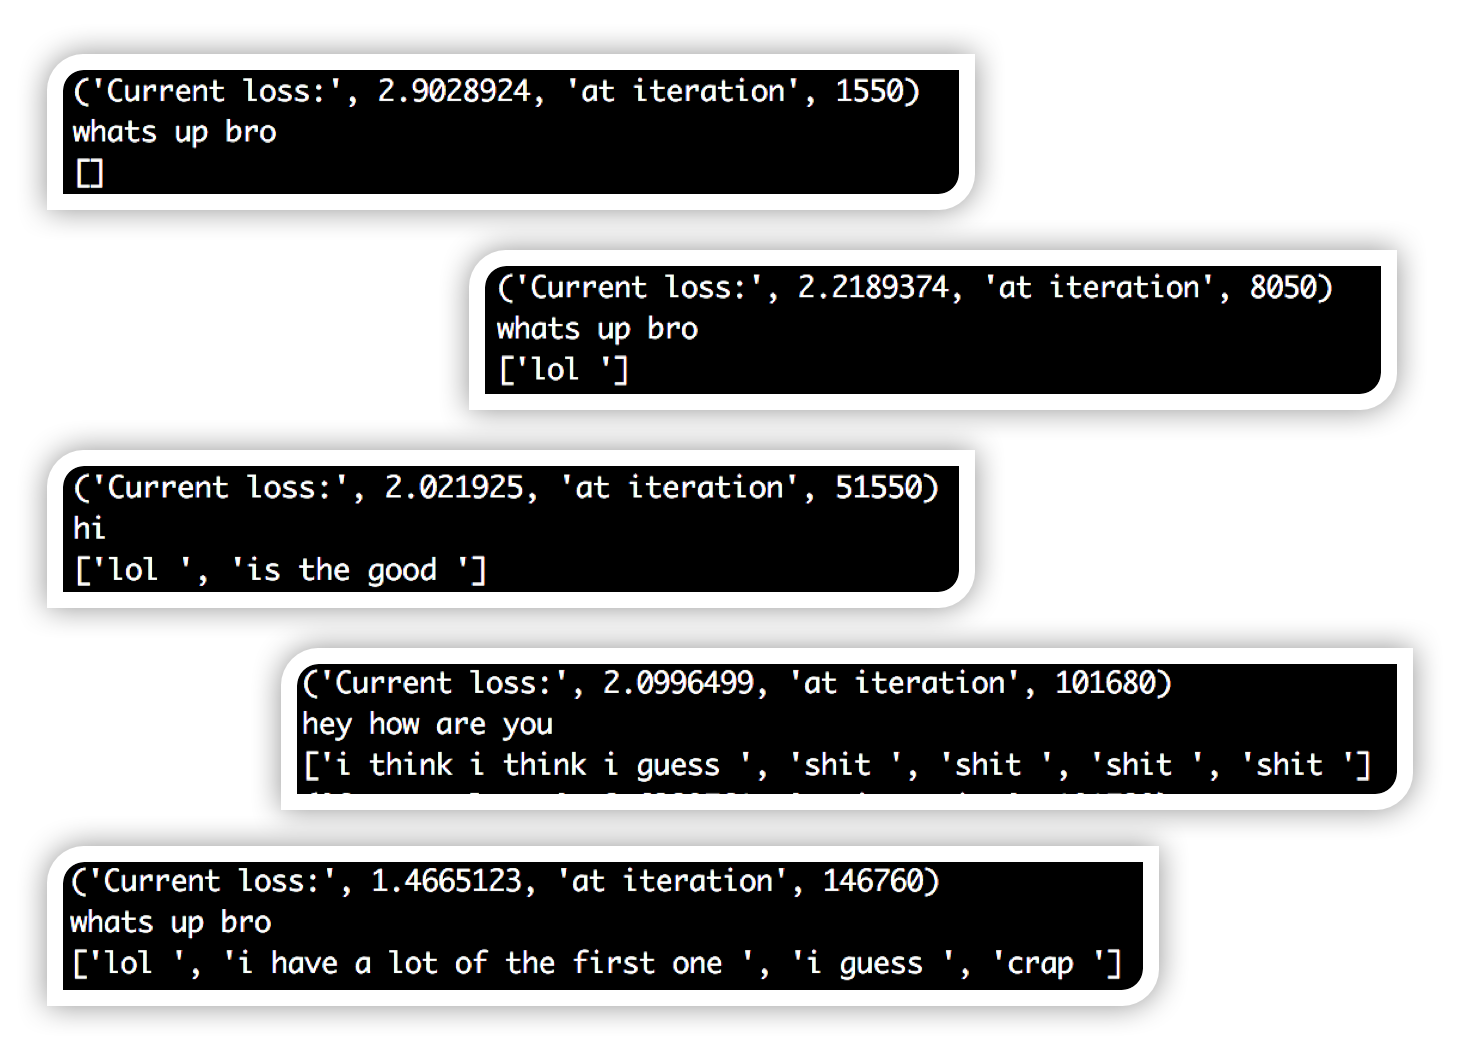 ('Current loss:', 2.9028924, 'at iteration', 1550)
whats up bro
[]
('Current loss:', 2.2189374, 'at iteration', 8050)
whats up bro
['lol ']
('Current loss:', 2.021925, 'at iteration', 51550)
hi
['lol ', 'is the good ']
('Current loss:', 2.0996499, 'at iteration', 101680)
hey how are you
['i think i think i guess ', 'shit ', 'shit ', 'shit ', 'shit ']
('Current loss:', 1.4665123, 'at iteration', 146760)
whats up bro
['lol ', 'i have a lot of the first one ', 'i guess ', 'crap ']